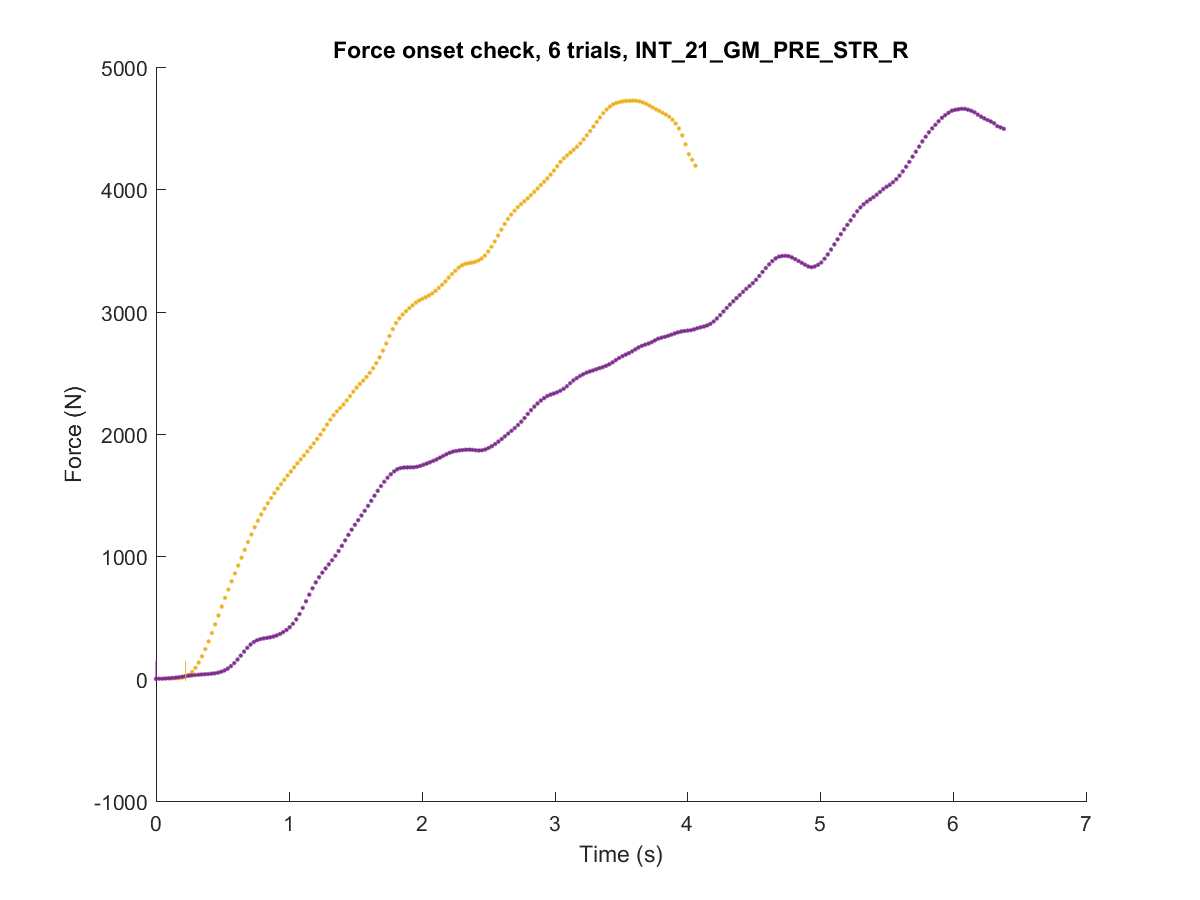 Force onset check, 6 trials, INT_21_GM_PRE_STR_R
5000
4000
3000
2000
1000
0
-1000
Force (N)
0 1 2 3 4 5 6 7
Time (s)